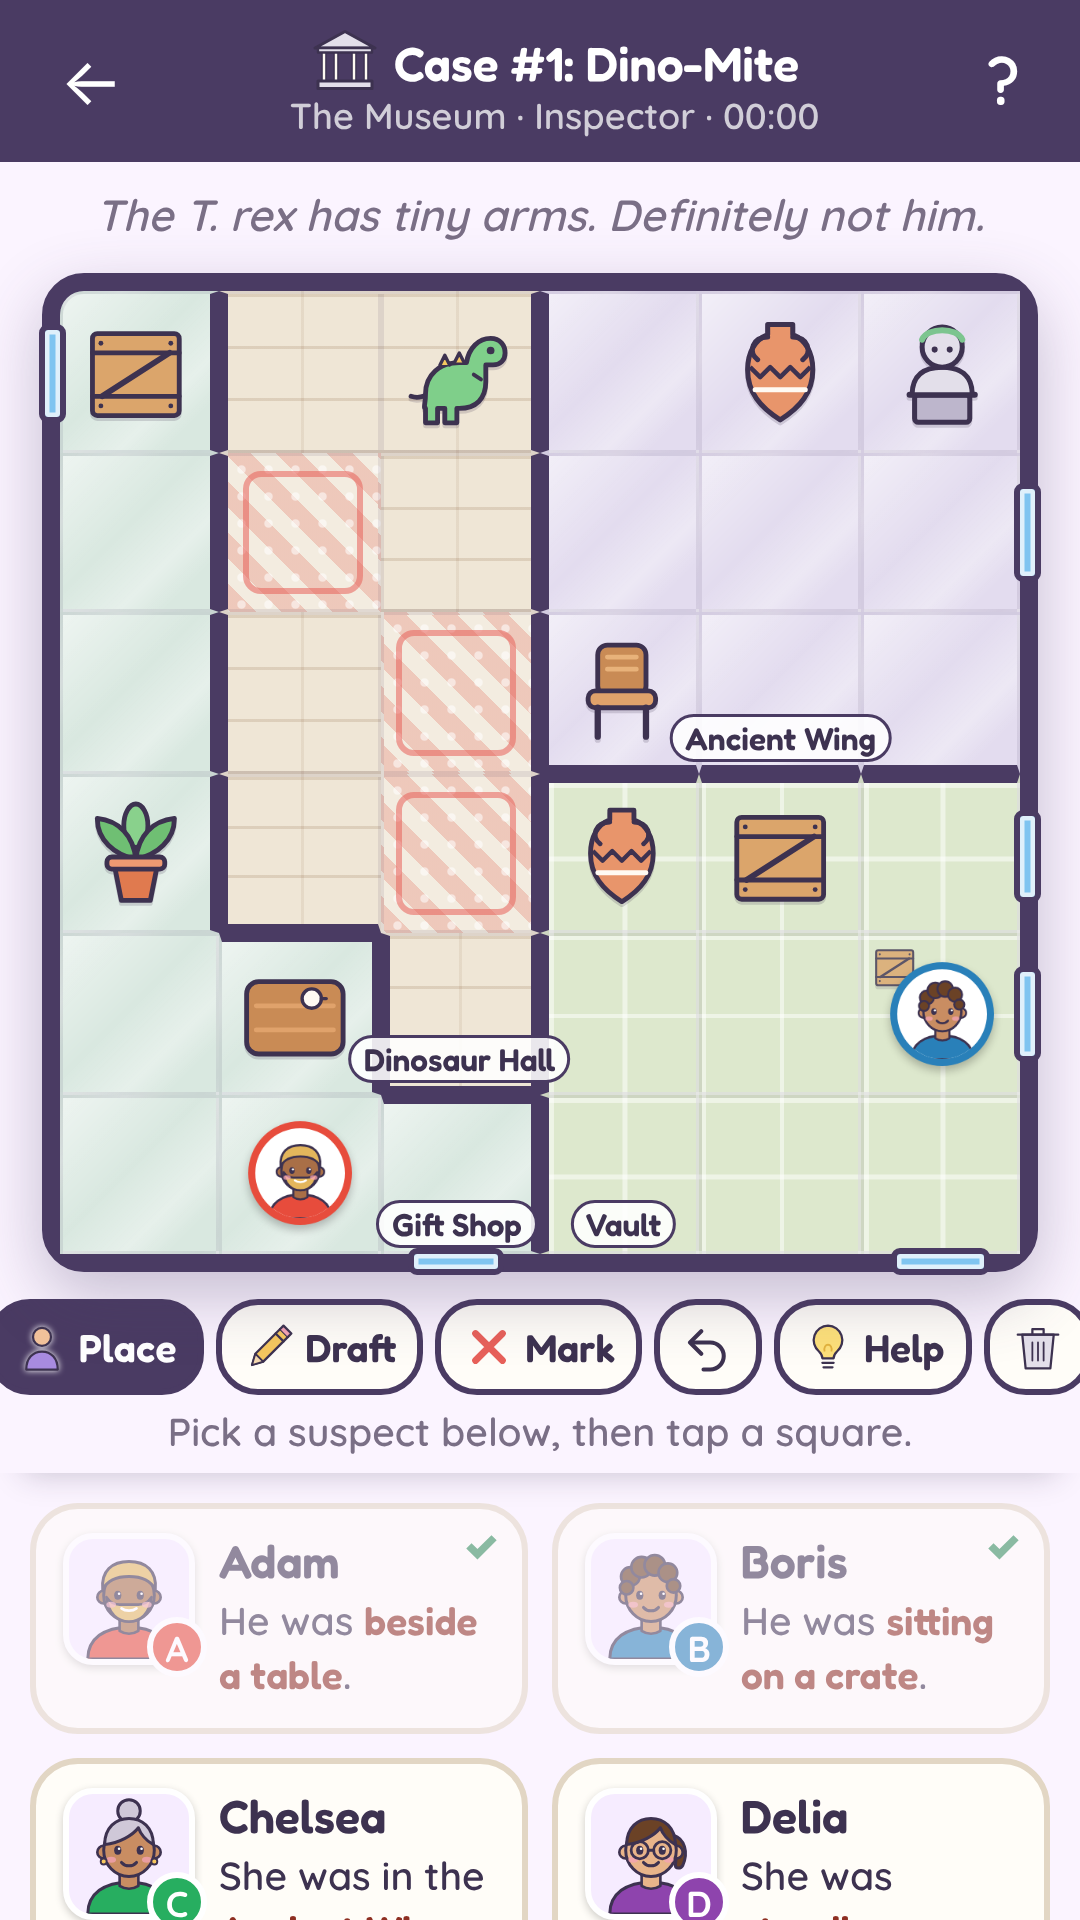 Case #1: Dino-Mite
The Museum · Inspector · 00:00
The T. rex has tiny arms. Definitely not him.
Ancient Wing
Dinosaur Hall
Gift Shop
Vault
Place
Draft
Mark
Help
Pick a suspect below, then tap a square.
Adam
He was beside
a table.
A
Boris
He was sitting
on a crate.
B
Chelsea
She was in the
C
Delia
She was
D